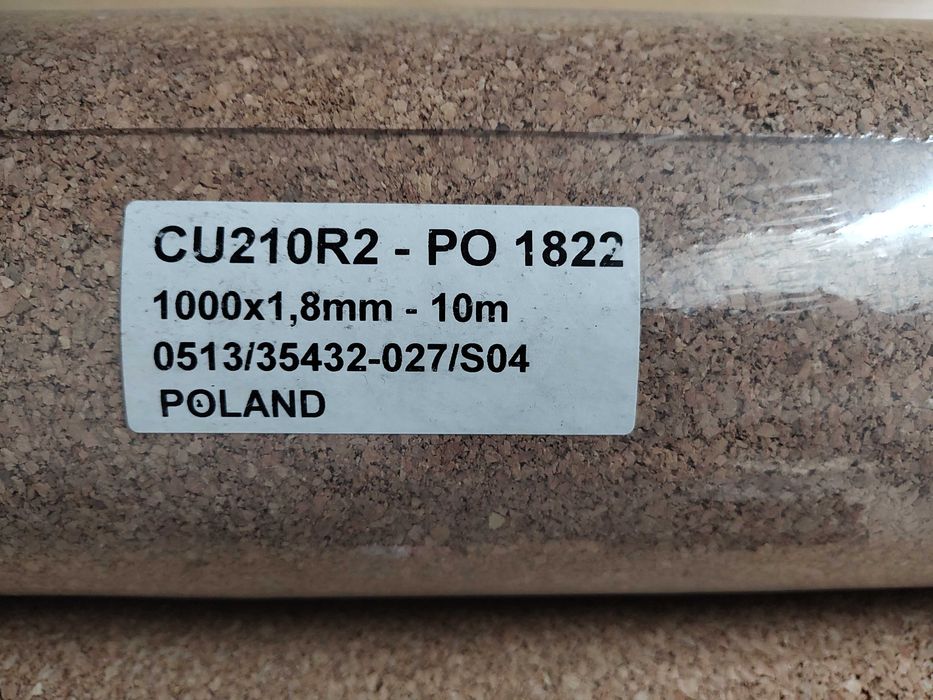 CU210R2 - PO 1822
1000x1,8mm - 10m
0513/35432-027/S04
POLAND